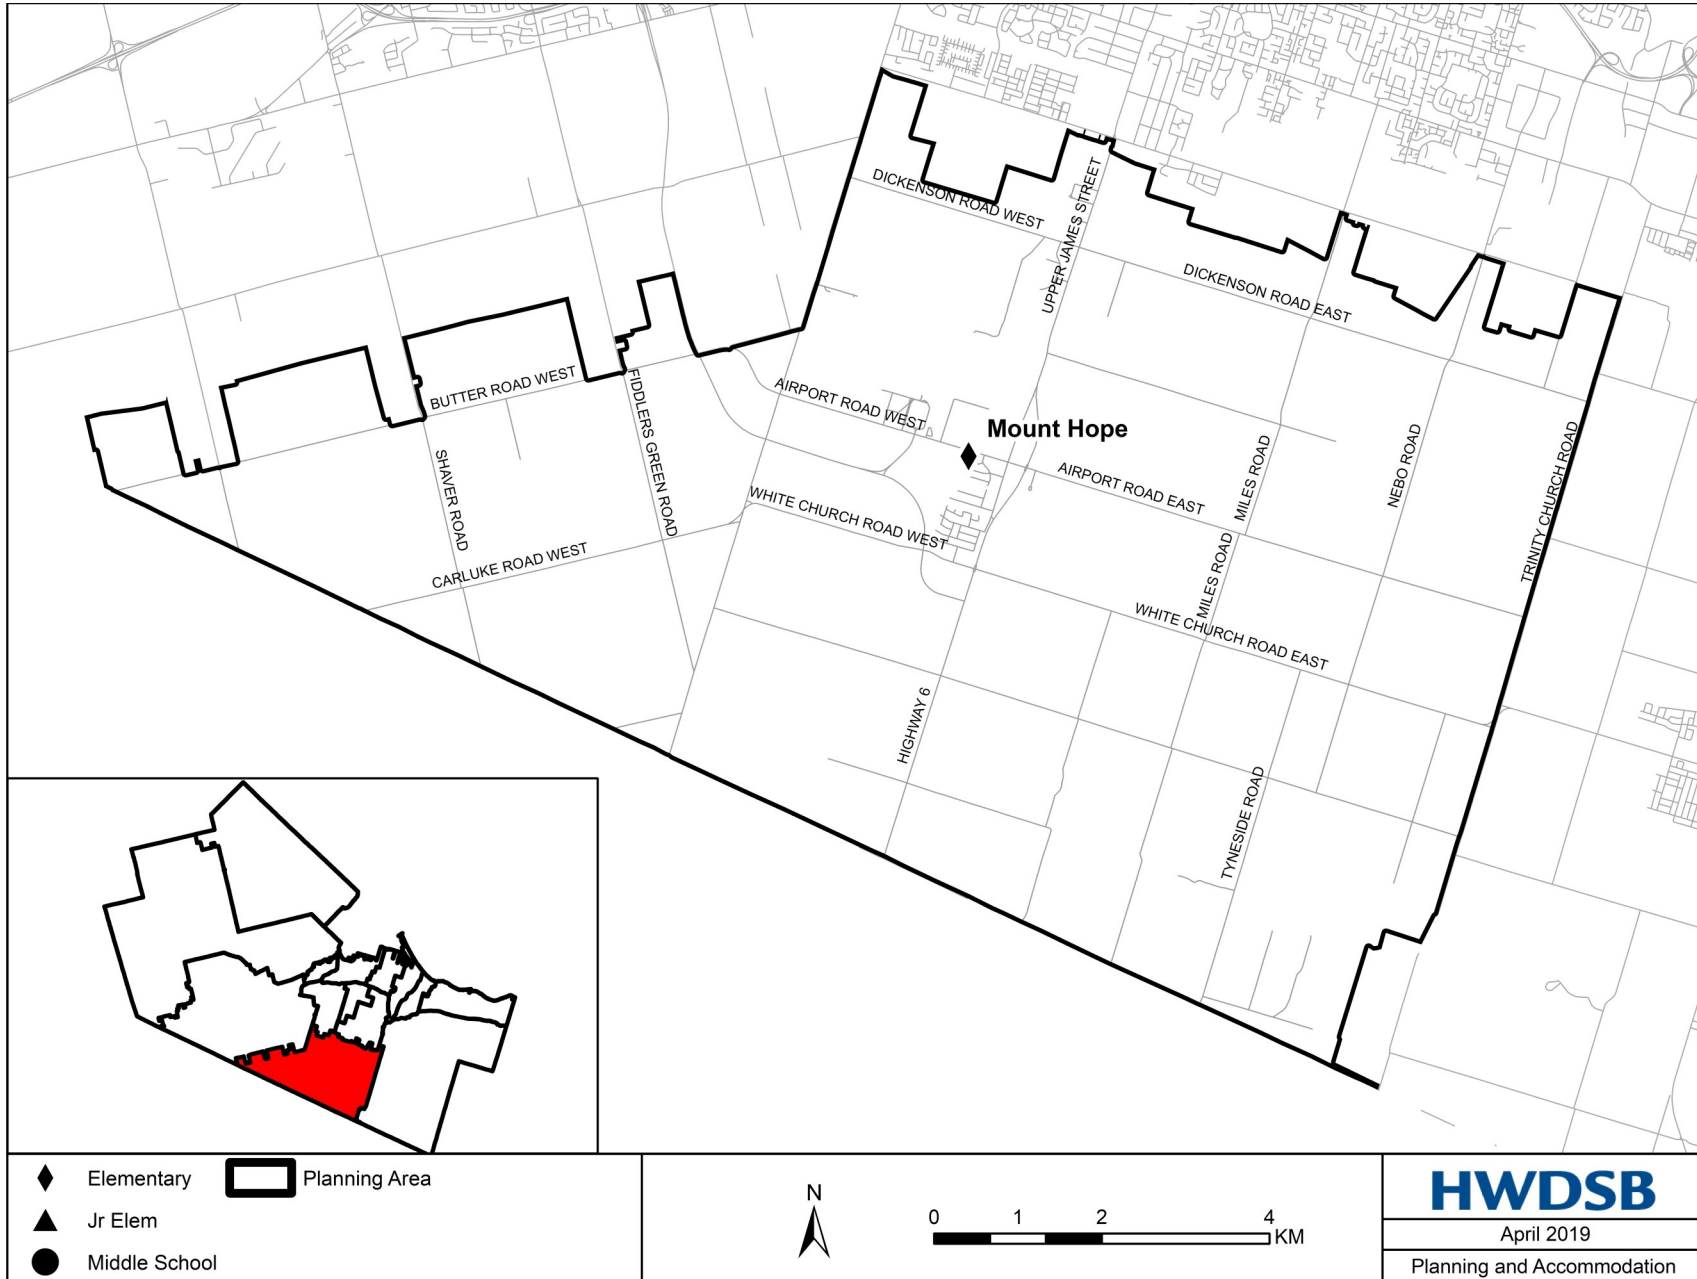 DICKENSON ROAD WEST
UPPER JAMES STREET
DICKENSON ROAD EAST
BUTTER ROAD WEST
FIDDLERS GREEN ROAD
AIRPORT ROAD WEST
Mount Hope
SHAVER ROAD
AIRPORT ROAD EAST
MILES ROAD
NEBO ROAD
TRINITY CHURCH ROAD
WHITE CHURCH ROAD WEST
CARLUKE ROAD WEST
MILES ROAD
WHITE CHURCH ROAD EAST
HIGHWAY 6
TYNESIDE ROAD
Elementary
Planning Area
Jr Elem
Middle School
N
0 1 2 4
KM
HWDSB
April 2019
Planning and Accommodation